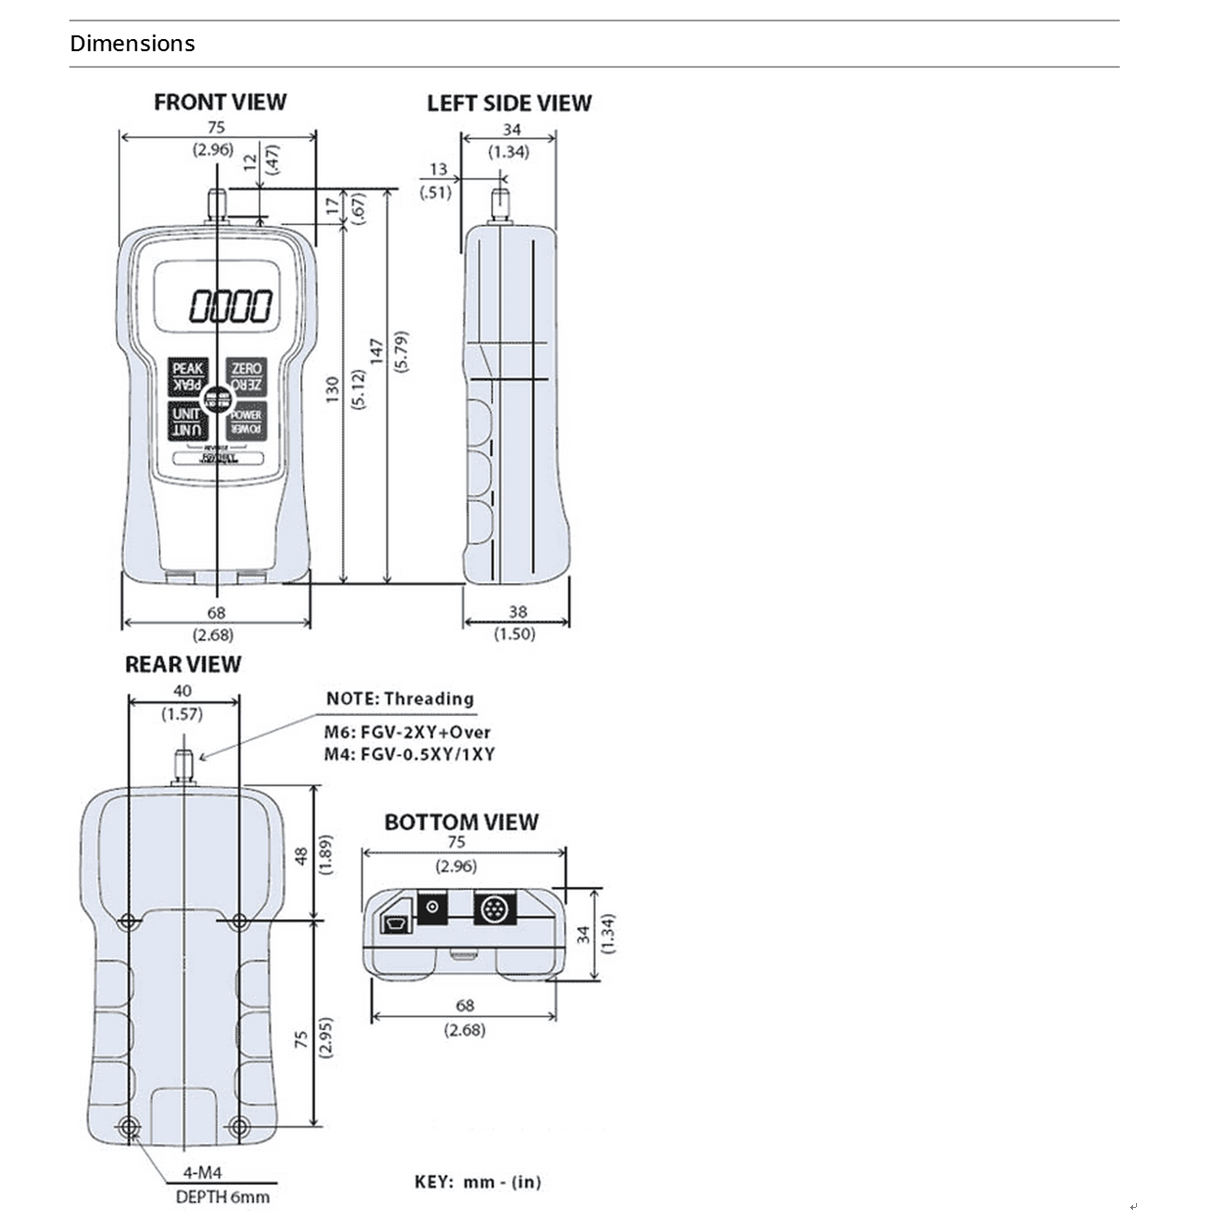 Dimensions
FRONT VIEW
LEFT SIDE VIEW
75
(2.96)
12
(.47)
34
(1.34)
13
(.51)
17
(.67)
0000
147
(5.79)
130
(5.12)
PEAK
PEAK
ZERO
ZERO
UNIT
UNIT
POWER
POWER
REVERSE
68
(2.68)
38
(1.50)
REAR VIEW
40
(1.57)
NOTE: Threading
M6: FGV-2XY+Over
M4: FGV-0.5XY/1XY
48
(1.89)
BOTTOM VIEW
75
(2.96)
34
(1.34)
75
(2.95)
68
(2.68)
4-M4
DEPTH 6mm
KEY: mm - (in)